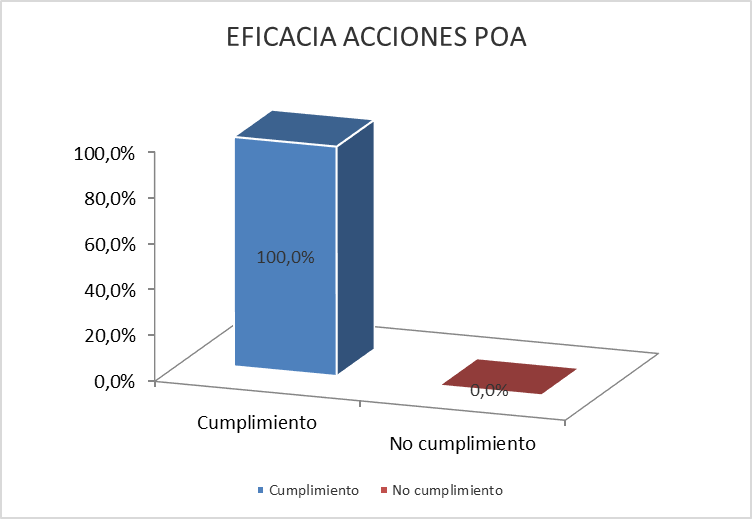 EFICACIA ACCIONES POA
100,0%
80,0%
60,0%
40,0%
20,0%
0,0%
100,0%
0,0%
Cumplimiento
No cumplimiento
Cumplimiento No cumplimiento